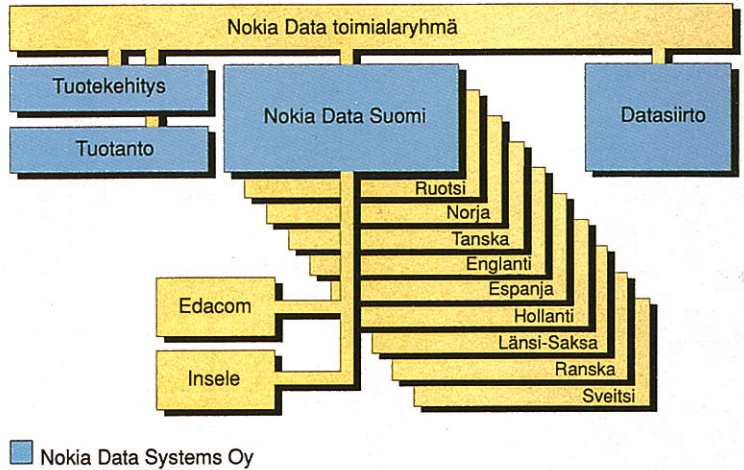 Nokia Data toimialaryhmä
Tuotekehitys
Tuotanto
Nokia Data Suomi
Datasiirto
Ruotsi
Norja
Tanska
Englanti
Espanja
Hollanti
Länsi-Saksa
Ranska
Sveitsi
Edacom
Insele
Nokia Data Systems Oy